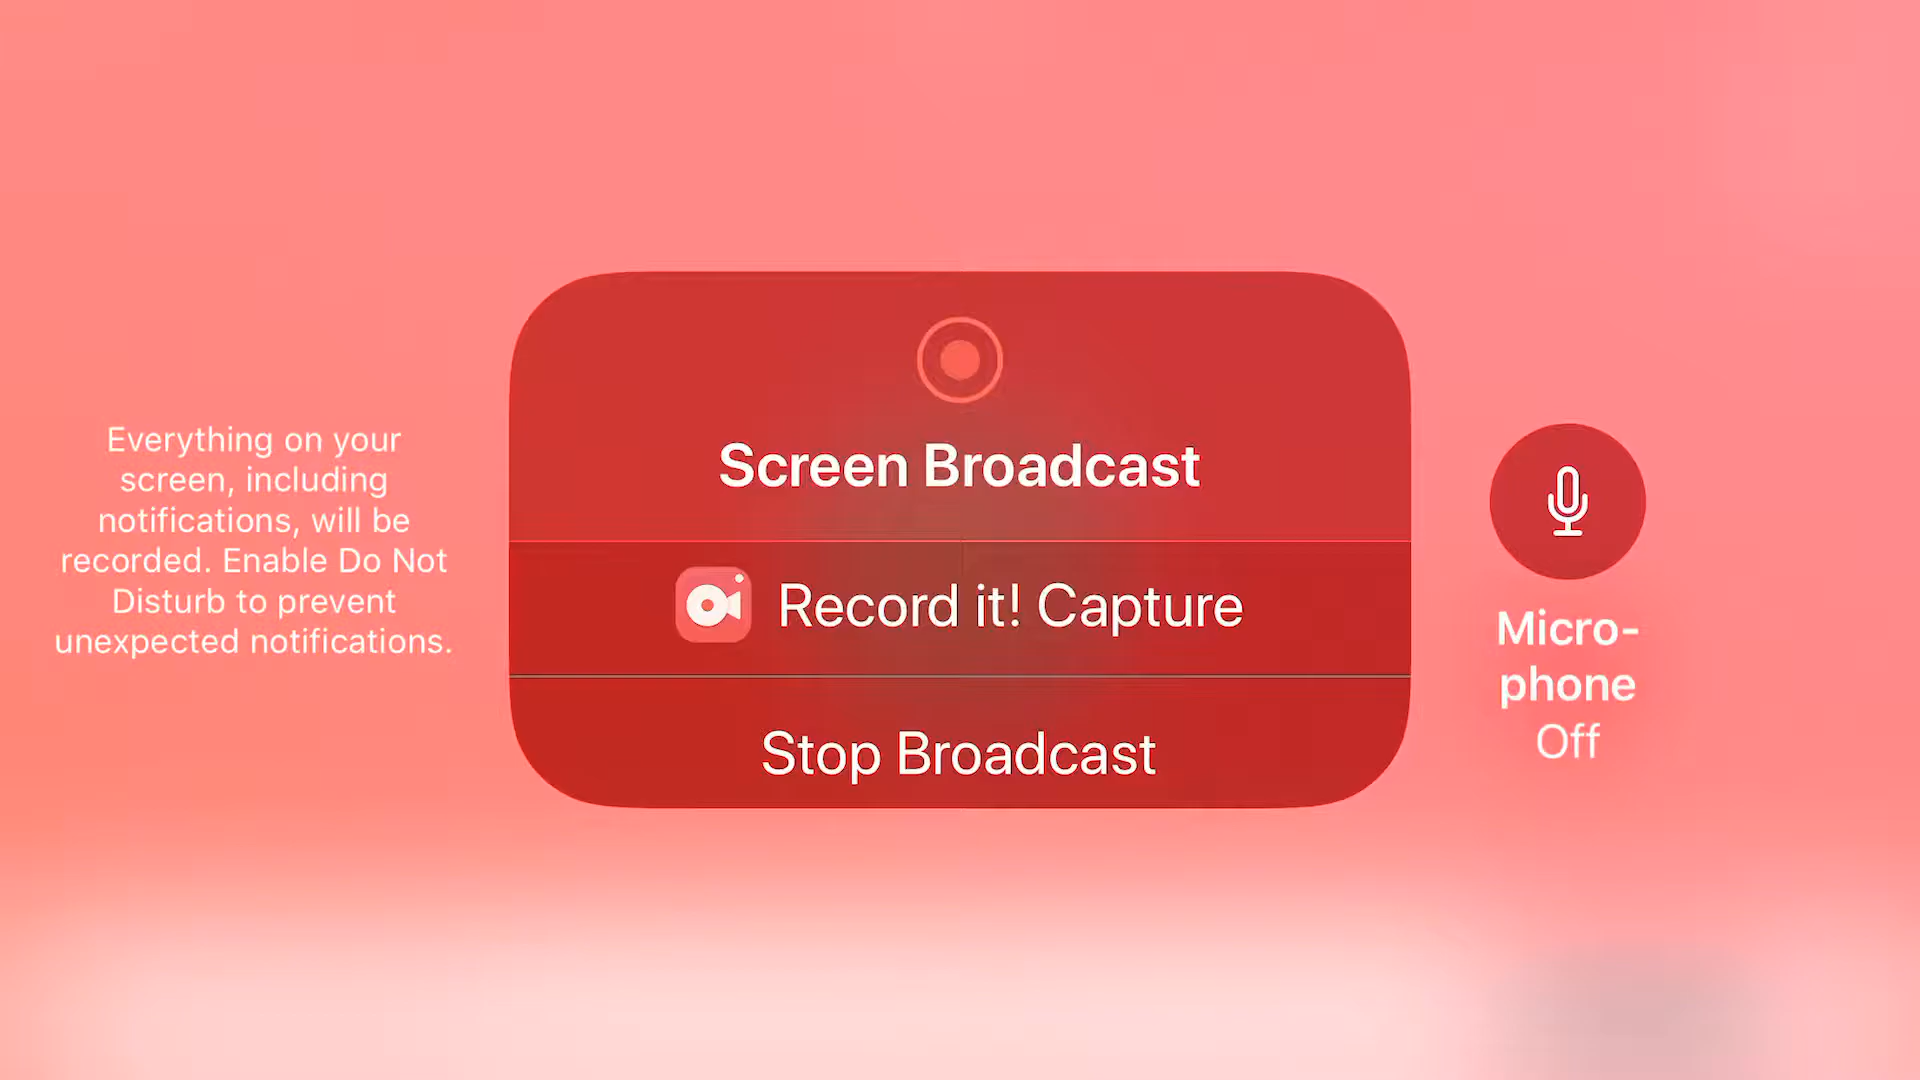 Everything on your
screen, including
notifications, will be
recorded. Enable Do Not
Disturb to prevent
unexpected notifications.
Screen Broadcast
Record it! Capture
Stop Broadcast
Micro-
phone
Off